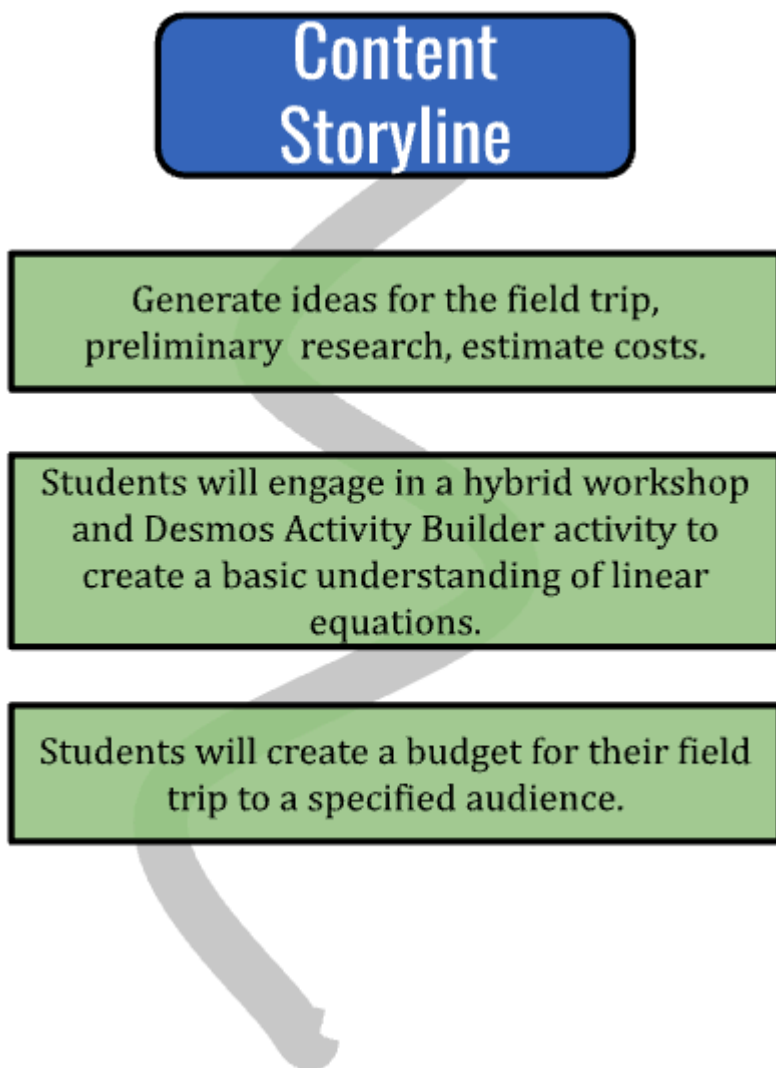 Content
Storyline
Generate ideas for the field trip,
preliminary research, estimate costs.
Students will engage in a hybrid workshop
and Desmos Activity Builder activity to
create a basic understanding of linear
equations.
Students will create a budget for their field
trip to a specified audience.